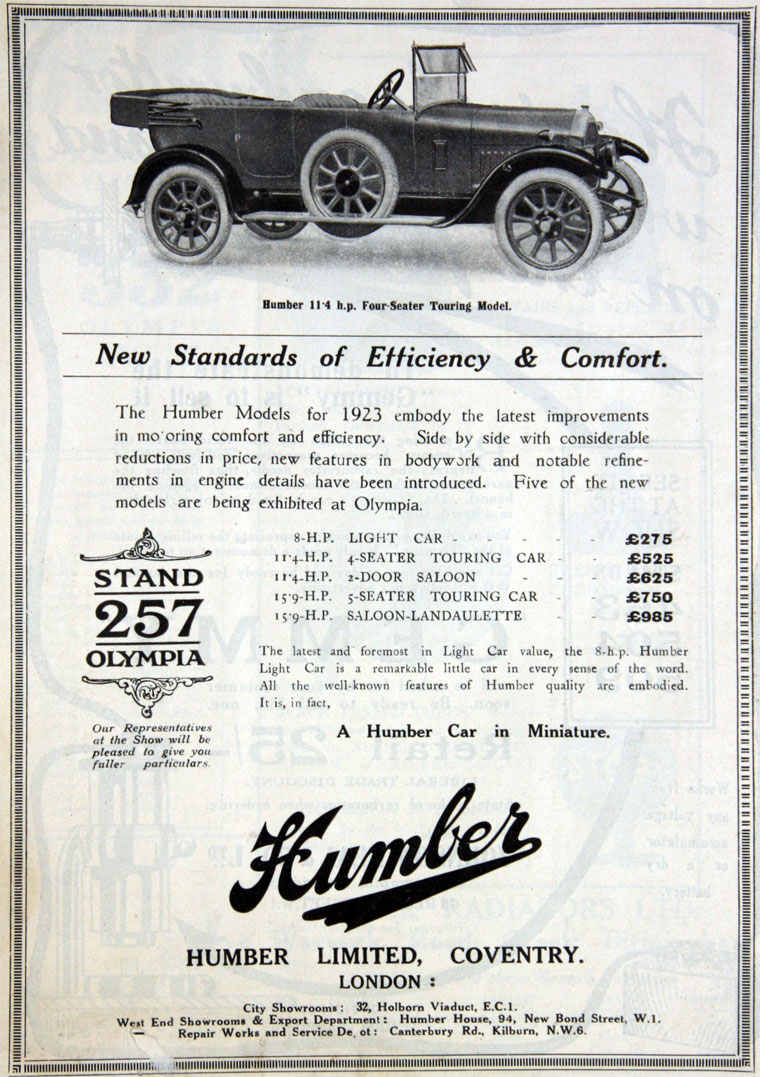 Humber 11·4 h.p. Four-Seater Touring Model.
New Standards of Efficiency & Comfort.
The Humber Models for 1923 embody the latest improvements
in mo oring comfort and efficiency. Side by side with considerable
reductions in price, new features in bodywork and notable refine-
ments in engine details have been introduced. Five of the new
models are being exhibited at Olympia.
8-H.P. LIGHT CAR - - - - £275
11·4-H.P. 4-SEATER TOURING CAR - £525
11·4-H.P. 2-DOOR SALOON - - £625
15·9-H.P. 5-SEATER TOURING CAR - £750
15·9-H.P. SALOON-LANDAULETTE - £985
STAND
257
OLYMPIA
Our Representatives
at the Show will be
pleased to give you
fuller particulars.
The latest and foremost in Light Car value, the 8-h.p. Humber
Light Car is a remarkable little car in every sense of the word.
All the well-known features of Humber quality are embodied.
It is, in fact,
A Humber Car in Miniature.
Humber
HUMBER LIMITED, COVENTRY.
LONDON :
City Showrooms : 32, Holborn Viaduct, E.C.1.
West End Showrooms & Export Department : Humber House, 94, New Bond Street, W.1.
Repair Works and Service De ot : Canterbury Rd., Kilburn, N.W.6.